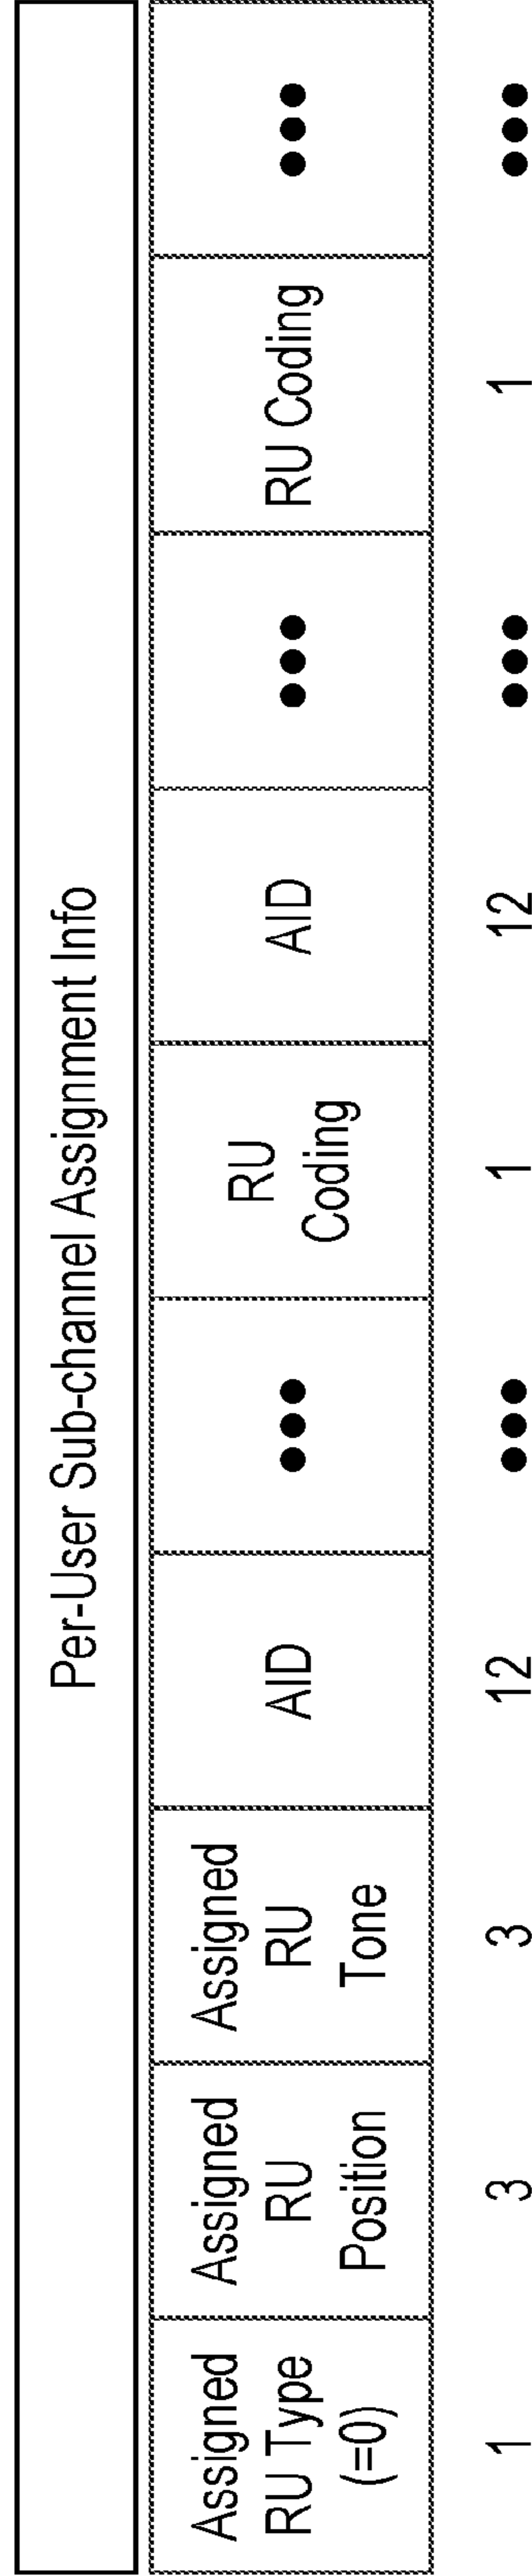 Per-User Sub-channel Assignment Info
Assigned
RU Type
(=0)
Assigned
RU
Position
Assigned
RU
Tone
AID
•••
RU
Coding
AID
•••
RU Coding
•••
1
3
3
12
•••
1
12
•••
1
•••